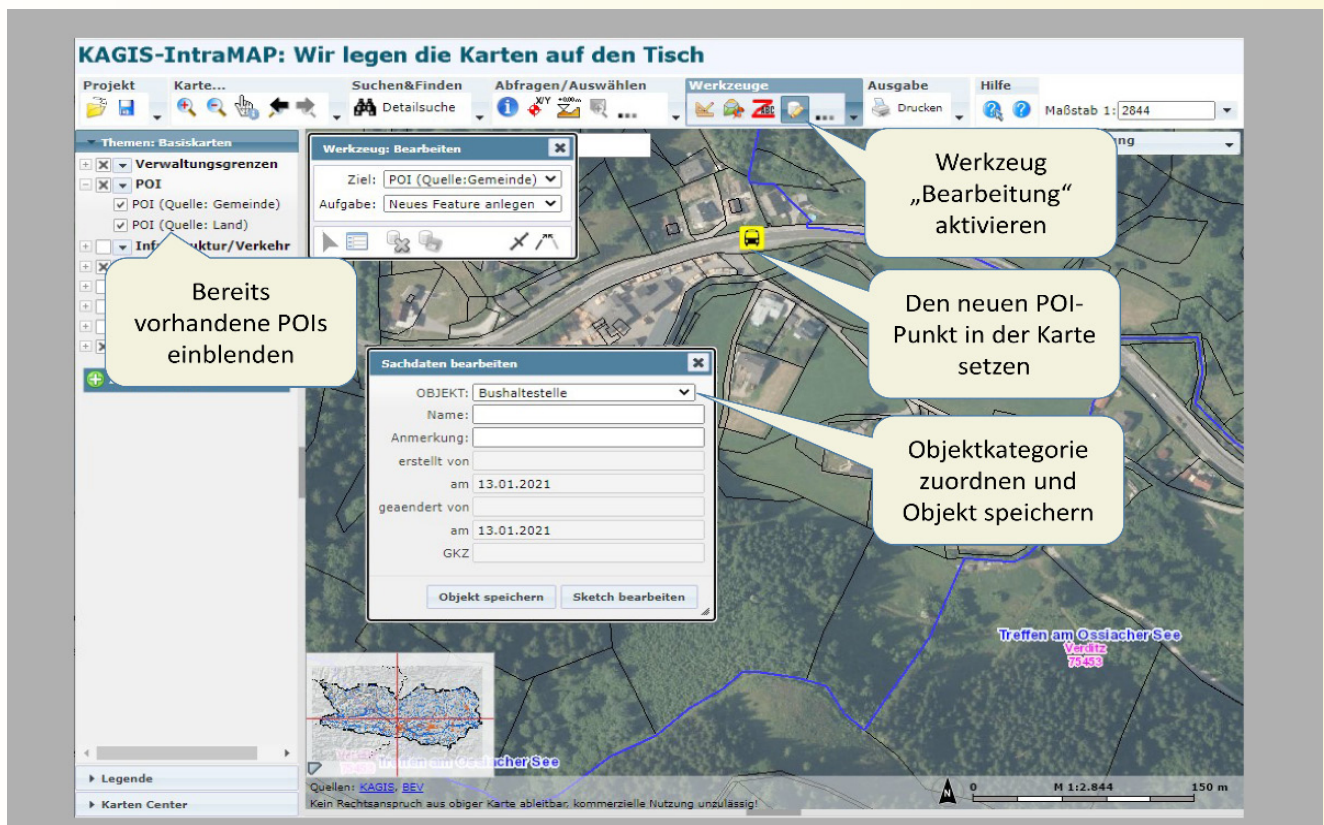 KAGIS-IntraMAP: Wir legen die Karten auf den Tisch
Projekt Karte... Suchen&Finden Abfragen/Auswählen Werkzeuge Ausgabe Hilfe
Detailsuche X/Y ... ABC ... Drucken Maßstab 1: 2844
Themen: Basiskarten
Verwaltungsgrenzen
POI
POI (Quelle: Gemeinde)
POI (Quelle: Land)
Bereits
vorhandene POIs
einblenden
Werkzeug: Bearbeiten
Ziel: POI (Quelle:Gemeinde)
Aufgabe: Neues Feature anlegen
Werkzeug
„Bearbeitung“
aktivieren
Den neuen POI-
Punkt in der Karte
setzen
Sachdaten bearbeiten
OBJEKT: Bushaltestelle
Name:
Anmerkung:
erstellt von
am 13.01.2021
geaendert von
am 13.01.2021
GKZ
Objekt speichern Sketch bearbeiten
Objektkategorie
zuordnen und
Objekt speichern
Treffen am Ossiacher See
Verditz
75453
Legende
Karten Center
Quellen: KAGIS, BEV
Kein Rechtsanspruch aus obiger Karte ableitbar, kommerzielle Nutzung unzulässig!
N 0 M 1:2.844 150 m